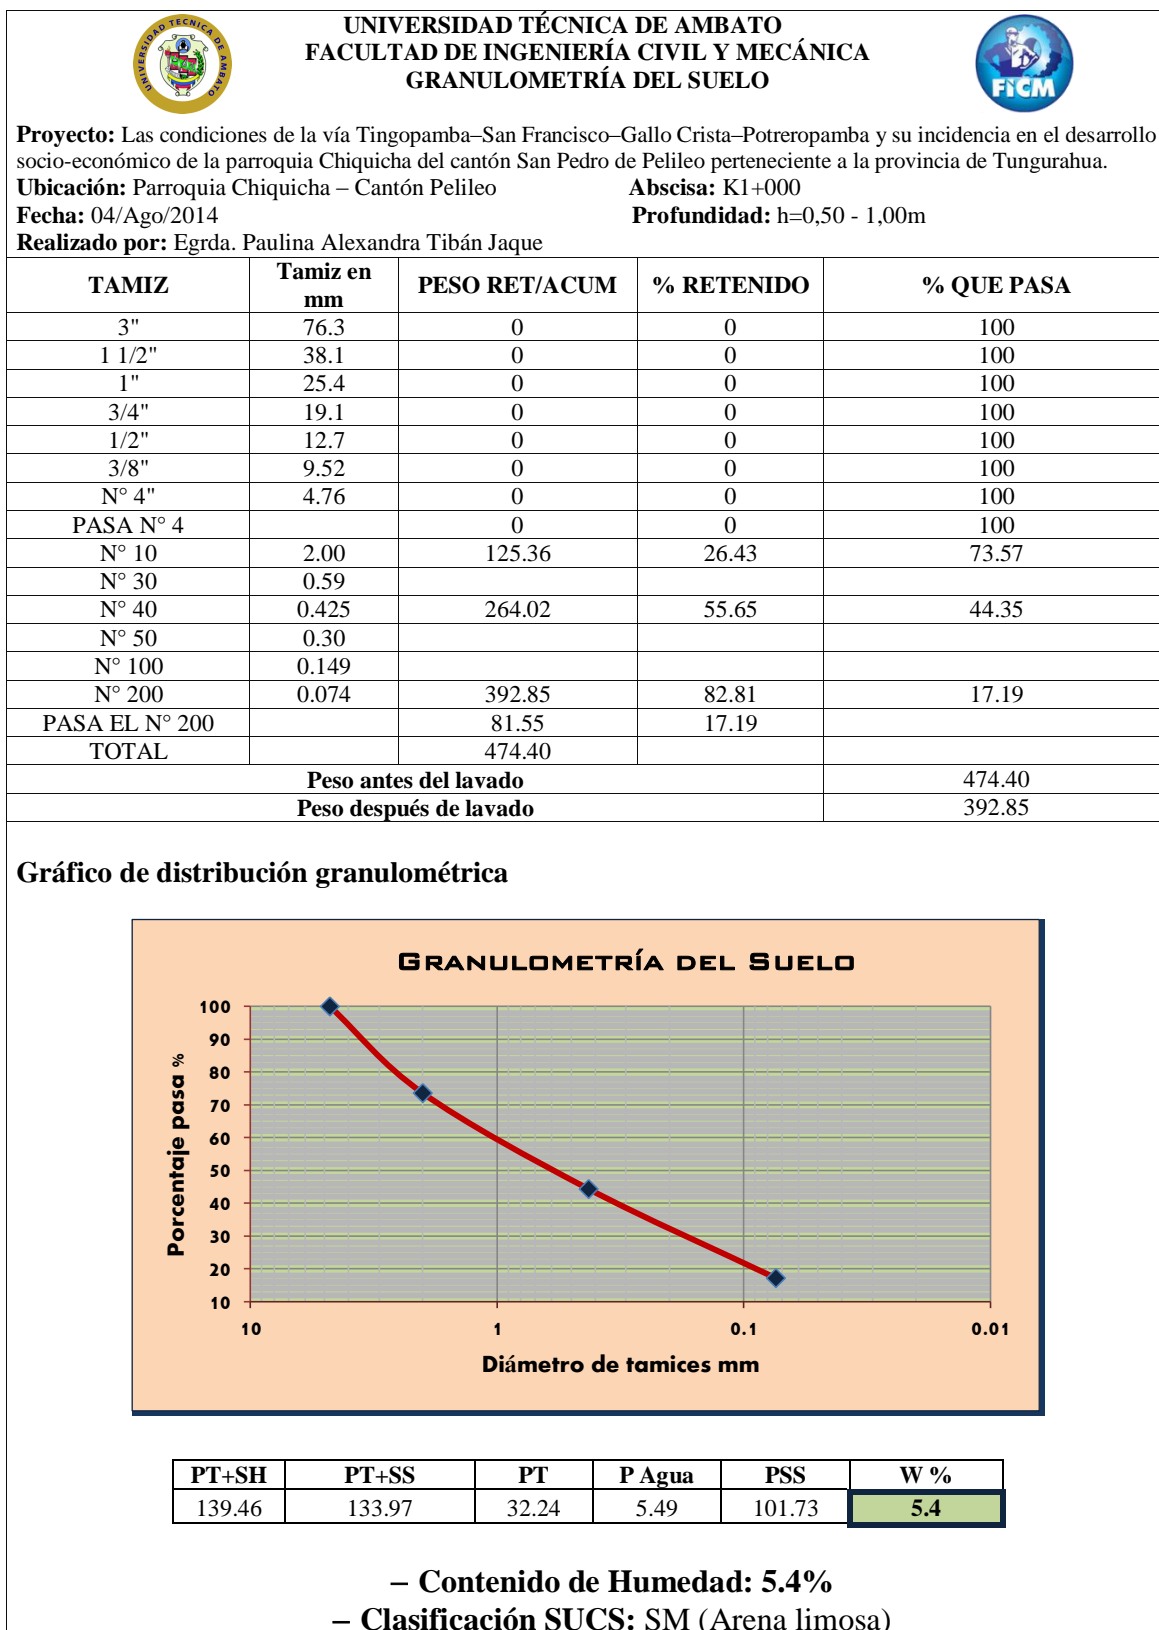 UNIVERSIDAD TÉCNICA DE AMBATO
FACULTAD DE INGENIERÍA CIVIL Y MECÁNICA
GRANULOMETRÍA DEL SUELO
UNIVERSIDAD TECNICA DE AMBATO
FICM
Proyecto: Las condiciones de la vía Tingopamba–San Francisco–Gallo Crista–Potreropamba y su incidencia en el desarrollo
socio-económico de la parroquia Chiquicha del cantón San Pedro de Pelileo perteneciente a la provincia de Tungurahua.
Ubicación: Parroquia Chiquicha – Cantón Pelileo Abscisa: K1+000
Fecha: 04/Ago/2014 Profundidad: h=0,50 - 1,00m
Realizado por: Egrda. Paulina Alexandra Tibán Jaque
TAMIZ Tamiz en mm PESO RET/ACUM % RETENIDO % QUE PASA
3" 76.3 0 0 100
1 1/2" 38.1 0 0 100
1" 25.4 0 0 100
3/4" 19.1 0 0 100
1/2" 12.7 0 0 100
3/8" 9.52 0 0 100
N° 4" 4.76 0 0 100
PASA N° 4 0 0 100
N° 10 2.00 125.36 26.43 73.57
N° 30 0.59
N° 40 0.425 264.02 55.65 44.35
N° 50 0.30
N° 100 0.149
N° 200 0.074 392.85 82.81 17.19
PASA EL N° 200 81.55 17.19
TOTAL 474.40
Peso antes del lavado 474.40
Peso después de lavado 392.85
Gráfico de distribución granulométrica
Granulometría del Suelo
Porcentaje pasa %
100
90
80
70
60
50
40
30
20
10
10 1 0.1 0.01
Diámetro de tamices mm
PT+SH PT+SS PT P Agua PSS W %
139.46 133.97 32.24 5.49 101.73 5.4
– Contenido de Humedad: 5.4%
– Clasificación SUCS: SM (Arena limosa)